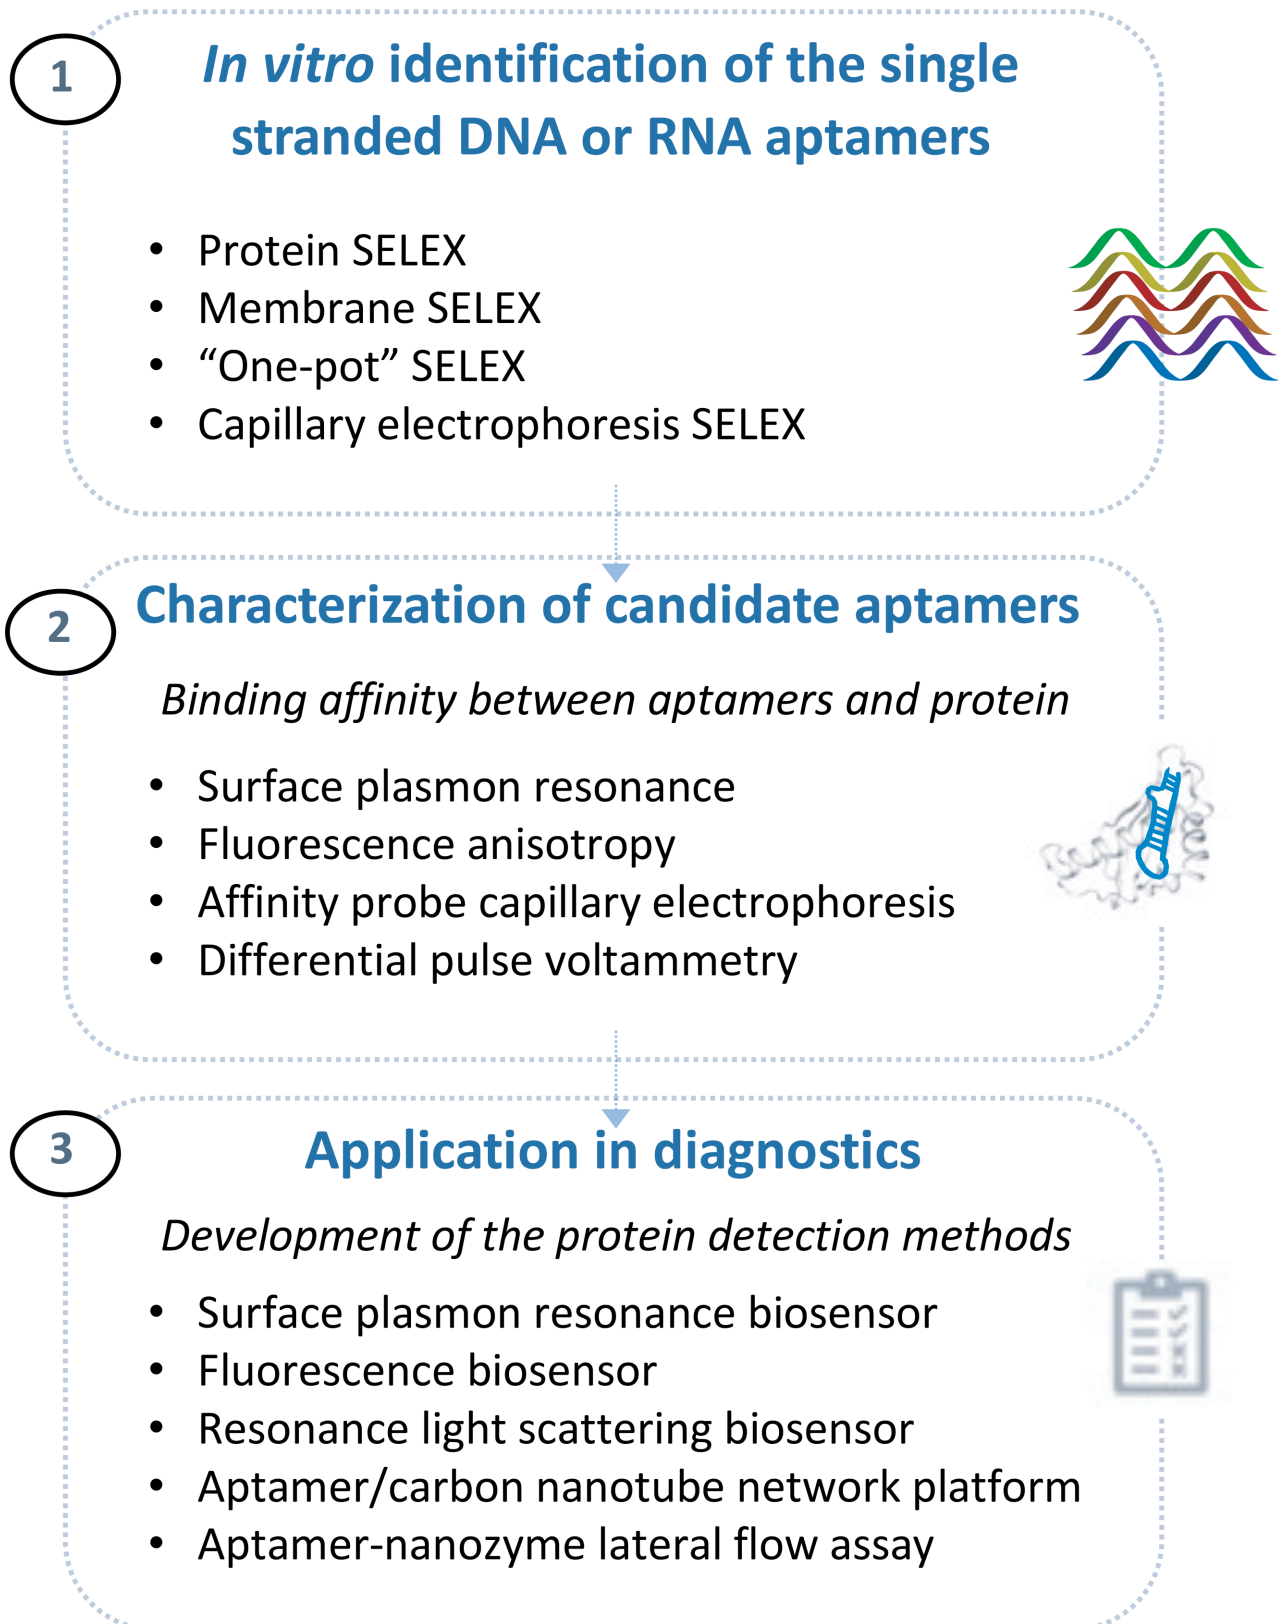 1
In vitro identification of the single
stranded DNA or RNA aptamers
• Protein SELEX
• Membrane SELEX
• “One-pot” SELEX
• Capillary electrophoresis SELEX
2
Characterization of candidate aptamers
Binding affinity between aptamers and protein
• Surface plasmon resonance
• Fluorescence anisotropy
• Affinity probe capillary electrophoresis
• Differential pulse voltammetry
3
Application in diagnostics
Development of the protein detection methods
• Surface plasmon resonance biosensor
• Fluorescence biosensor
• Resonance light scattering biosensor
• Aptamer/carbon nanotube network platform
• Aptamer-nanozyme lateral flow assay